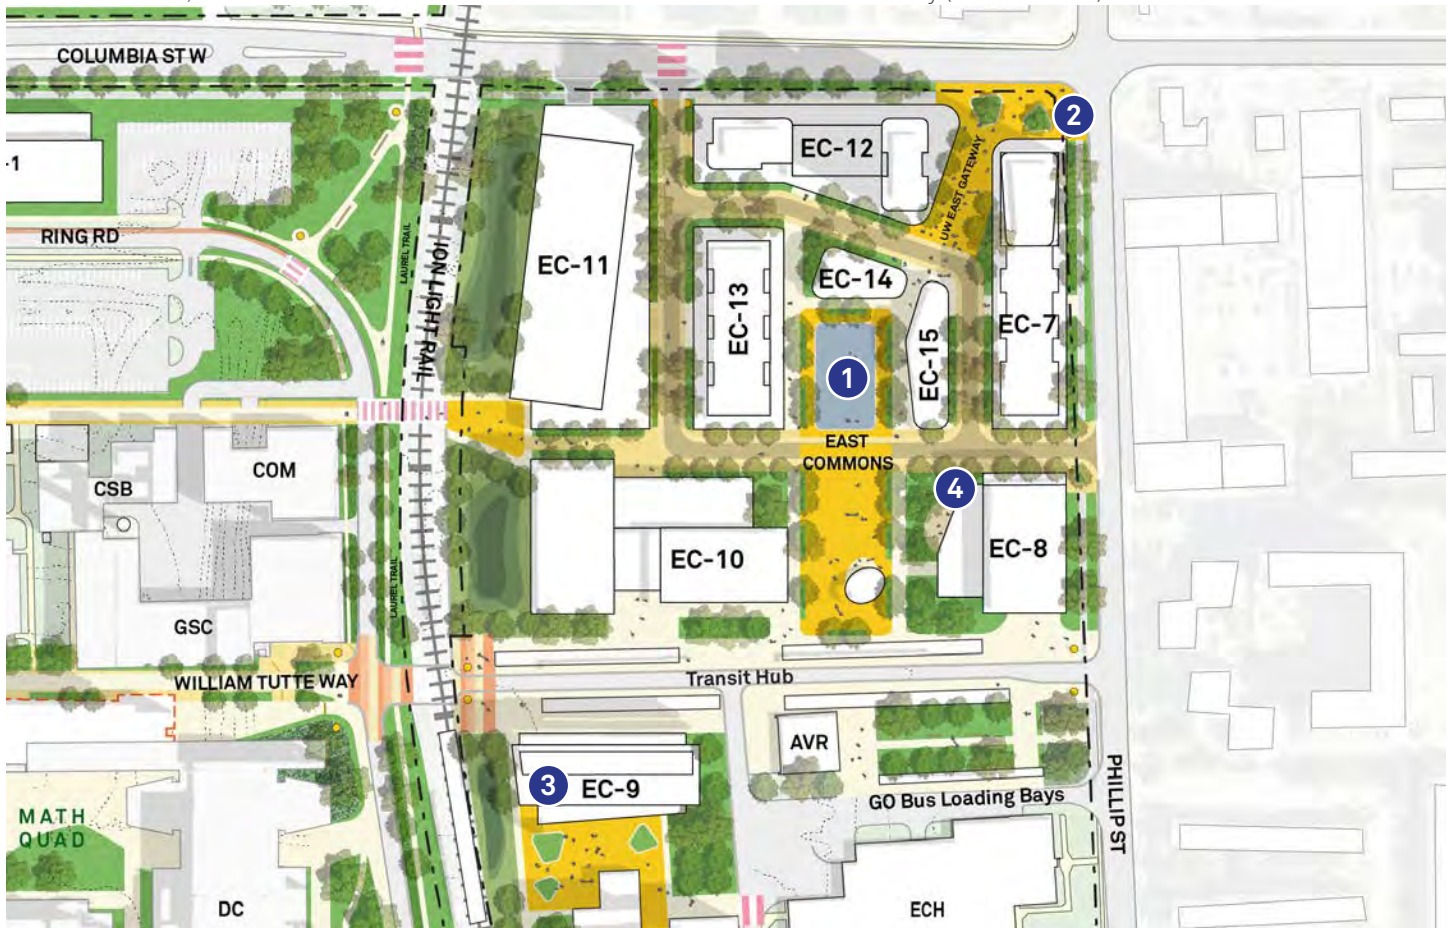 COLUMBIA ST W
2
-1
EC-12
UW EAST GATEWAY
RING RD
LAUREL TRAIL
ION LIGHT RAIL
EC-11
EC-14
EC-13
EC-7
EC-15
1
EAST
COMMONS
COM
CSB
4
EC-8
EC-10
LAUREL TRAIL
GSC
WILLIAM TUTTE WAY
Transit Hub
AVR
3
EC-9
GO Bus Loading Bays
PHILLIP ST
MATH
QUAD
DC
ECH